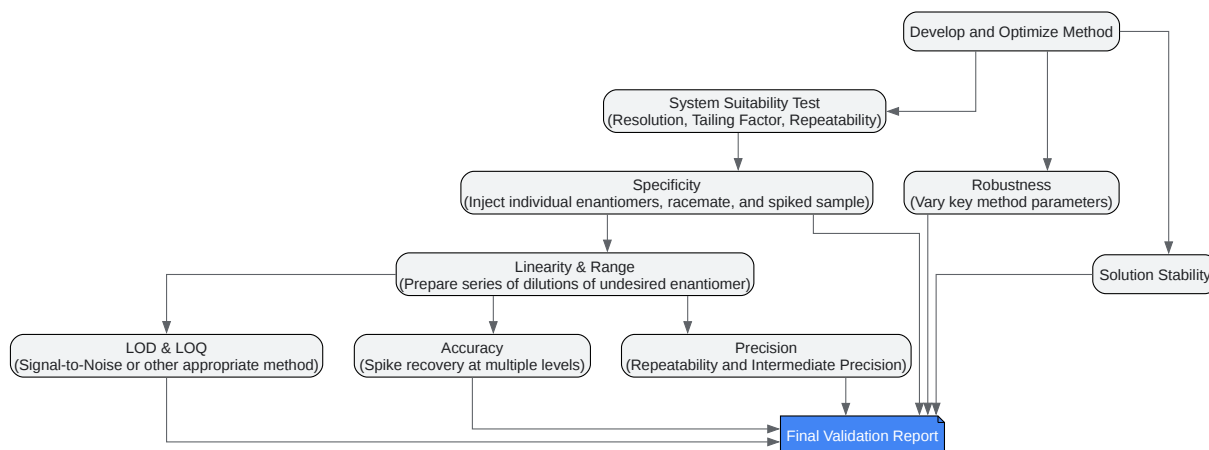 Develop and Optimize Method
System Suitability Test
(Resolution, Tailing Factor, Repeatability)
Specificity
(Inject individual enantiomers, racemate, and spiked sample)
Robustness
(Vary key method parameters)
Linearity & Range
(Prepare series of dilutions of undesired enantiomer)
Solution Stability
LOD & LOQ
(Signal-to-Noise or other appropriate method)
Accuracy
(Spike recovery at multiple levels)
Precision
(Repeatability and Intermediate Precision)
Final Validation Report